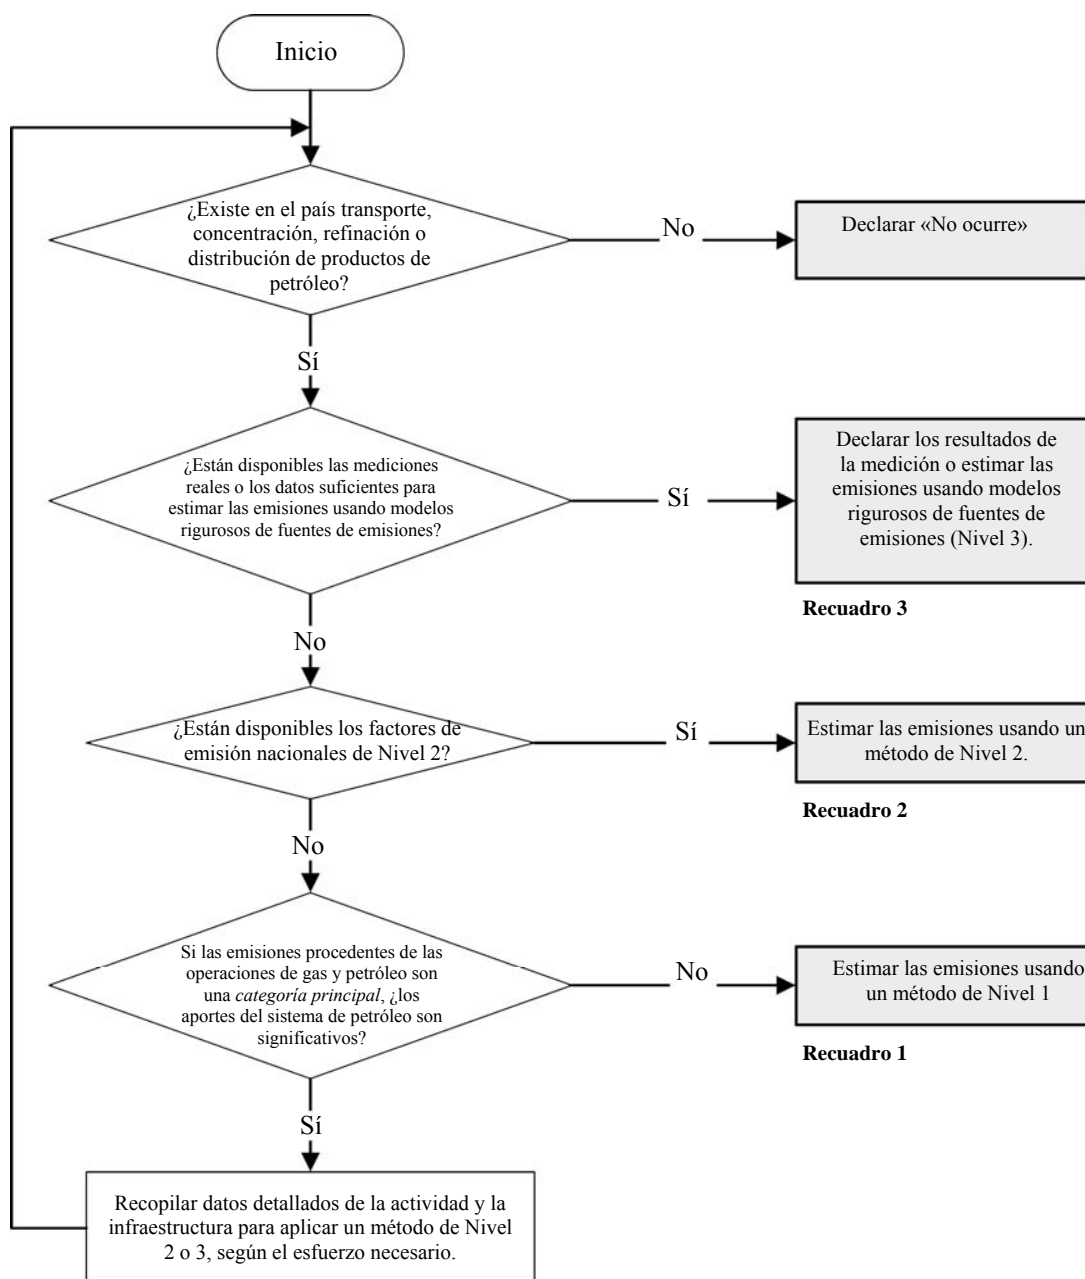 Inicio
¿Existe en el país transporte,
concentración, refinación o
distribución de productos de
petróleo?
No
Declarar «No ocurre»
Sí
¿Están disponibles las mediciones
reales o los datos suficientes para
estimar las emisiones usando modelos
rigurosos de fuentes de emisiones?
Sí
Declarar los resultados de
la medición o estimar las
emisiones usando modelos
rigurosos de fuentes de
emisiones (Nivel 3).
Recuadro 3
No
¿Están disponibles los factores de
emisión nacionales de Nivel 2?
Sí
Estimar las emisiones usando un
método de Nivel 2.
Recuadro 2
No
Si las emisiones procedentes de las
operaciones de gas y petróleo son
una categoría principal, ¿los
aportes del sistema de petróleo son
significativos?
No
Estimar las emisiones usando
un método de Nivel 1
Recuadro 1
Sí
Recopilar datos detallados de la actividad y la
infraestructura para aplicar un método de Nivel
2 o 3, según el esfuerzo necesario.